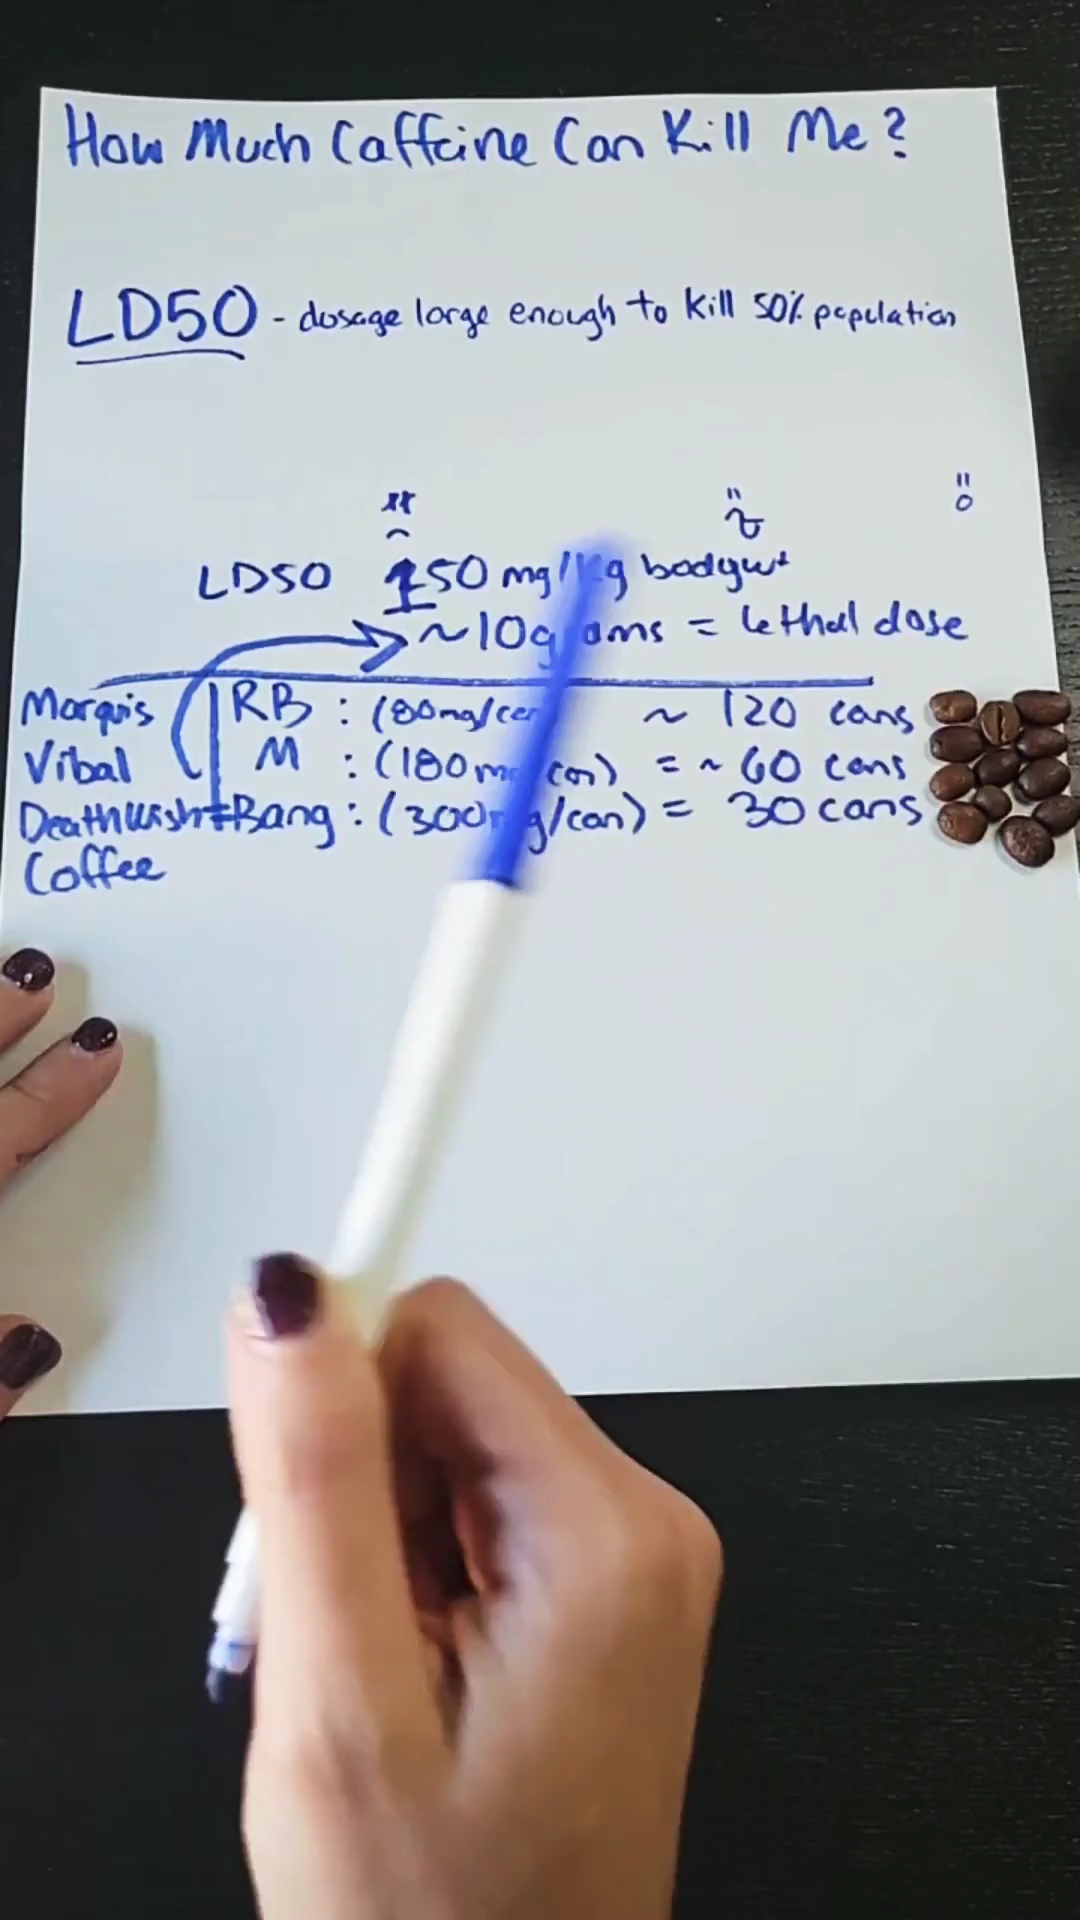 How Much Caffeine Can Kill Me?
LD50 - dosage large enough to kill 50% population
LD50 150 mg/kg bodywt
~10grams = lethal dose
Marquis RB : (80mg/can ~ 120 cans
Vibal M : (180mg/can) = ~ 60 cans
Deathwish Bang : (300mg/can) = 30 cans
Coffee